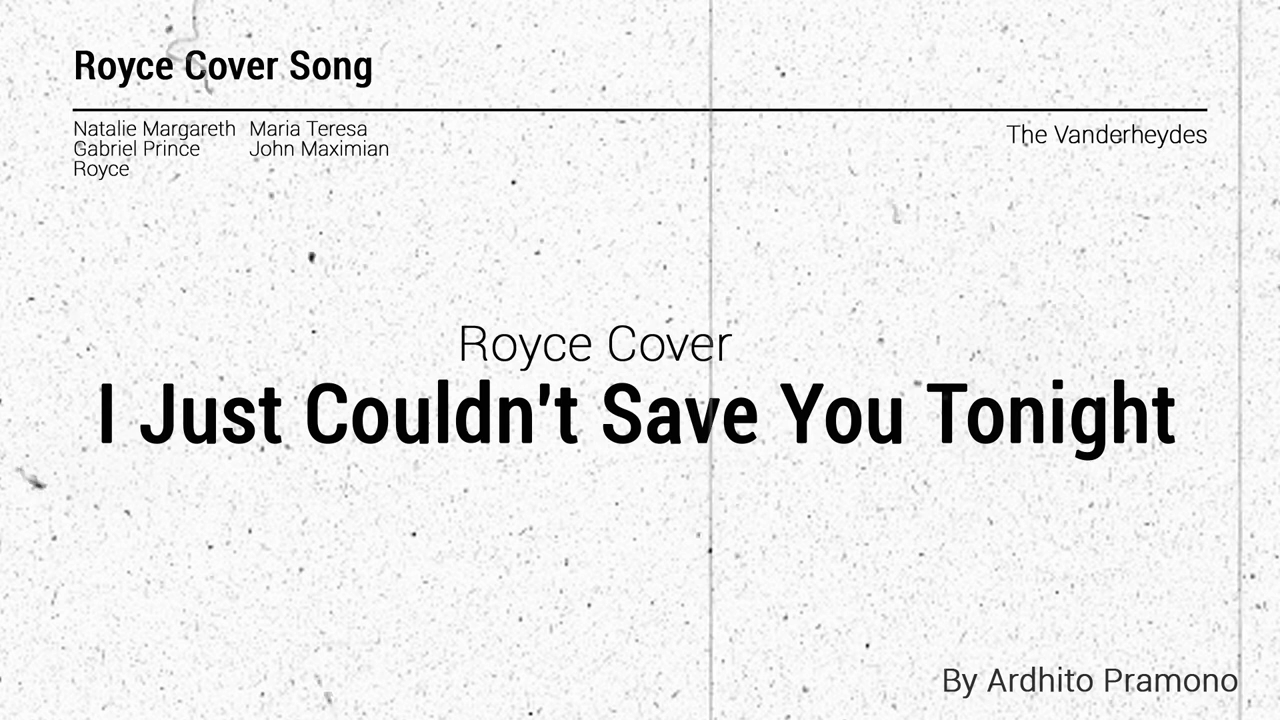 Royce Cover Song
Natalie Margareth Maria Teresa
Gabriel Prince John Maximian
Royce
The Vanderheydes
Royce Cover
I Just Couldn't Save You Tonight
By Ardhito Pramono